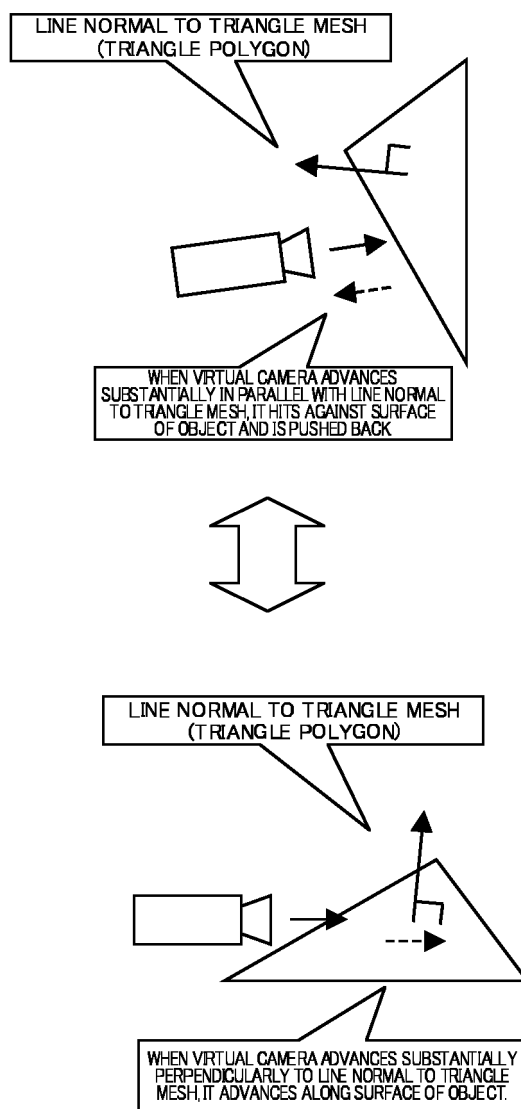 LINE NORMAL TO TRIANGLE MESH
(TRIANGLE POLYGON)
WHEN VIRTUAL CAMERA ADVANCES
SUBSTANTIALLY IN PARALLEL WITH LINE NORMAL
TO TRIANGLE MESH, IT HITS AGAINST SURFACE
OF OBJECT AND IS PUSHED BACK
LINE NORMAL TO TRIANGLE MESH
(TRIANGLE POLYGON)
WHEN VIRTUAL CAMERA ADVANCES SUBSTANTIALLY
PERPENDICULARLY TO LINE NORMAL TO TRIANGLE
MESH, IT ADVANCES ALONG SURFACE OF OBJECT.